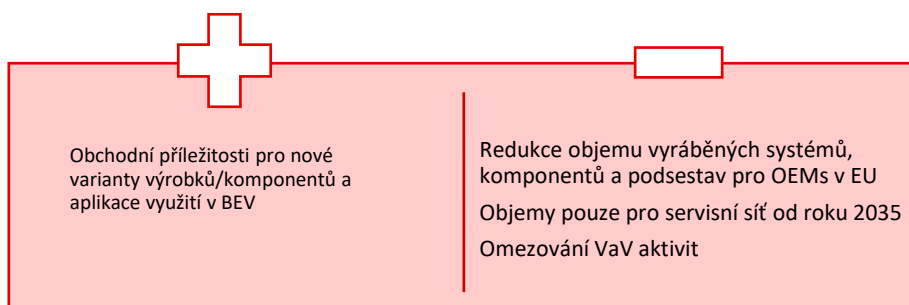 Obchodní příležitosti pro nové
varianty výrobků/komponentů a
aplikace využití v BEV
Redukce objemu vyráběných systémů,
komponentů a podsestav pro OEMs v EU
Objemy pouze pro servisní síť od roku 2035
Omezování VaV aktivit